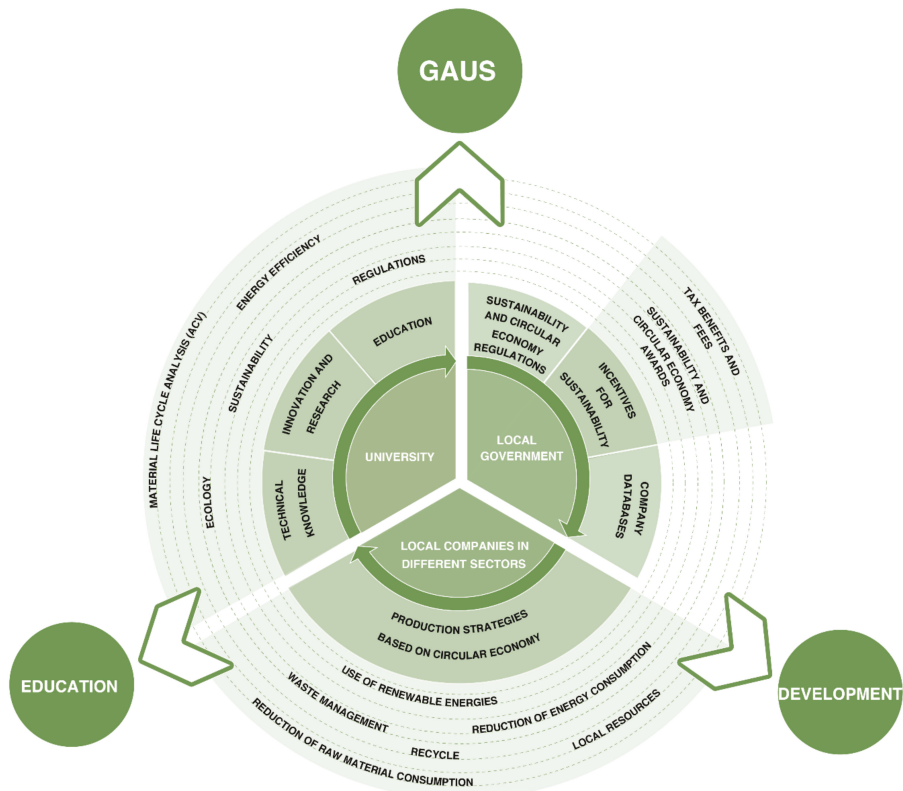 GAUS
MATERIAL LIFE CYCLE ANALYSIS (ACV)
ENERGY EFFICIENCY
REGULATIONS
SUSTAINABILITY
ECOLOGY
EDUCATION
INNOVATION AND
RESEARCH
TECHNICAL
KNOWLEDGE
UNIVERSITY
SUSTAINABILITY
AND CIRCULAR
ECONOMY
REGULATIONS
INCENTIVES
FOR
SUSTAINABILITY
COMPANY
DATABASES
LOCAL
GOVERNMENT
TAX BENEFITS AND
FEES
SUSTAINABILITY AND
CIRCULAR ECONOMY
AWARDS
LOCAL COMPANIES IN
DIFFERENT SECTORS
PRODUCTION STRATEGIES
BASED ON CIRCULAR ECONOMY
USE OF RENEWABLE ENERGIES
REDUCTION OF ENERGY CONSUMPTION
WASTE MANAGEMENT
LOCAL RESOURCES
RECYCLE
REDUCTION OF RAW MATERIAL CONSUMPTION
EDUCATION
DEVELOPMENT